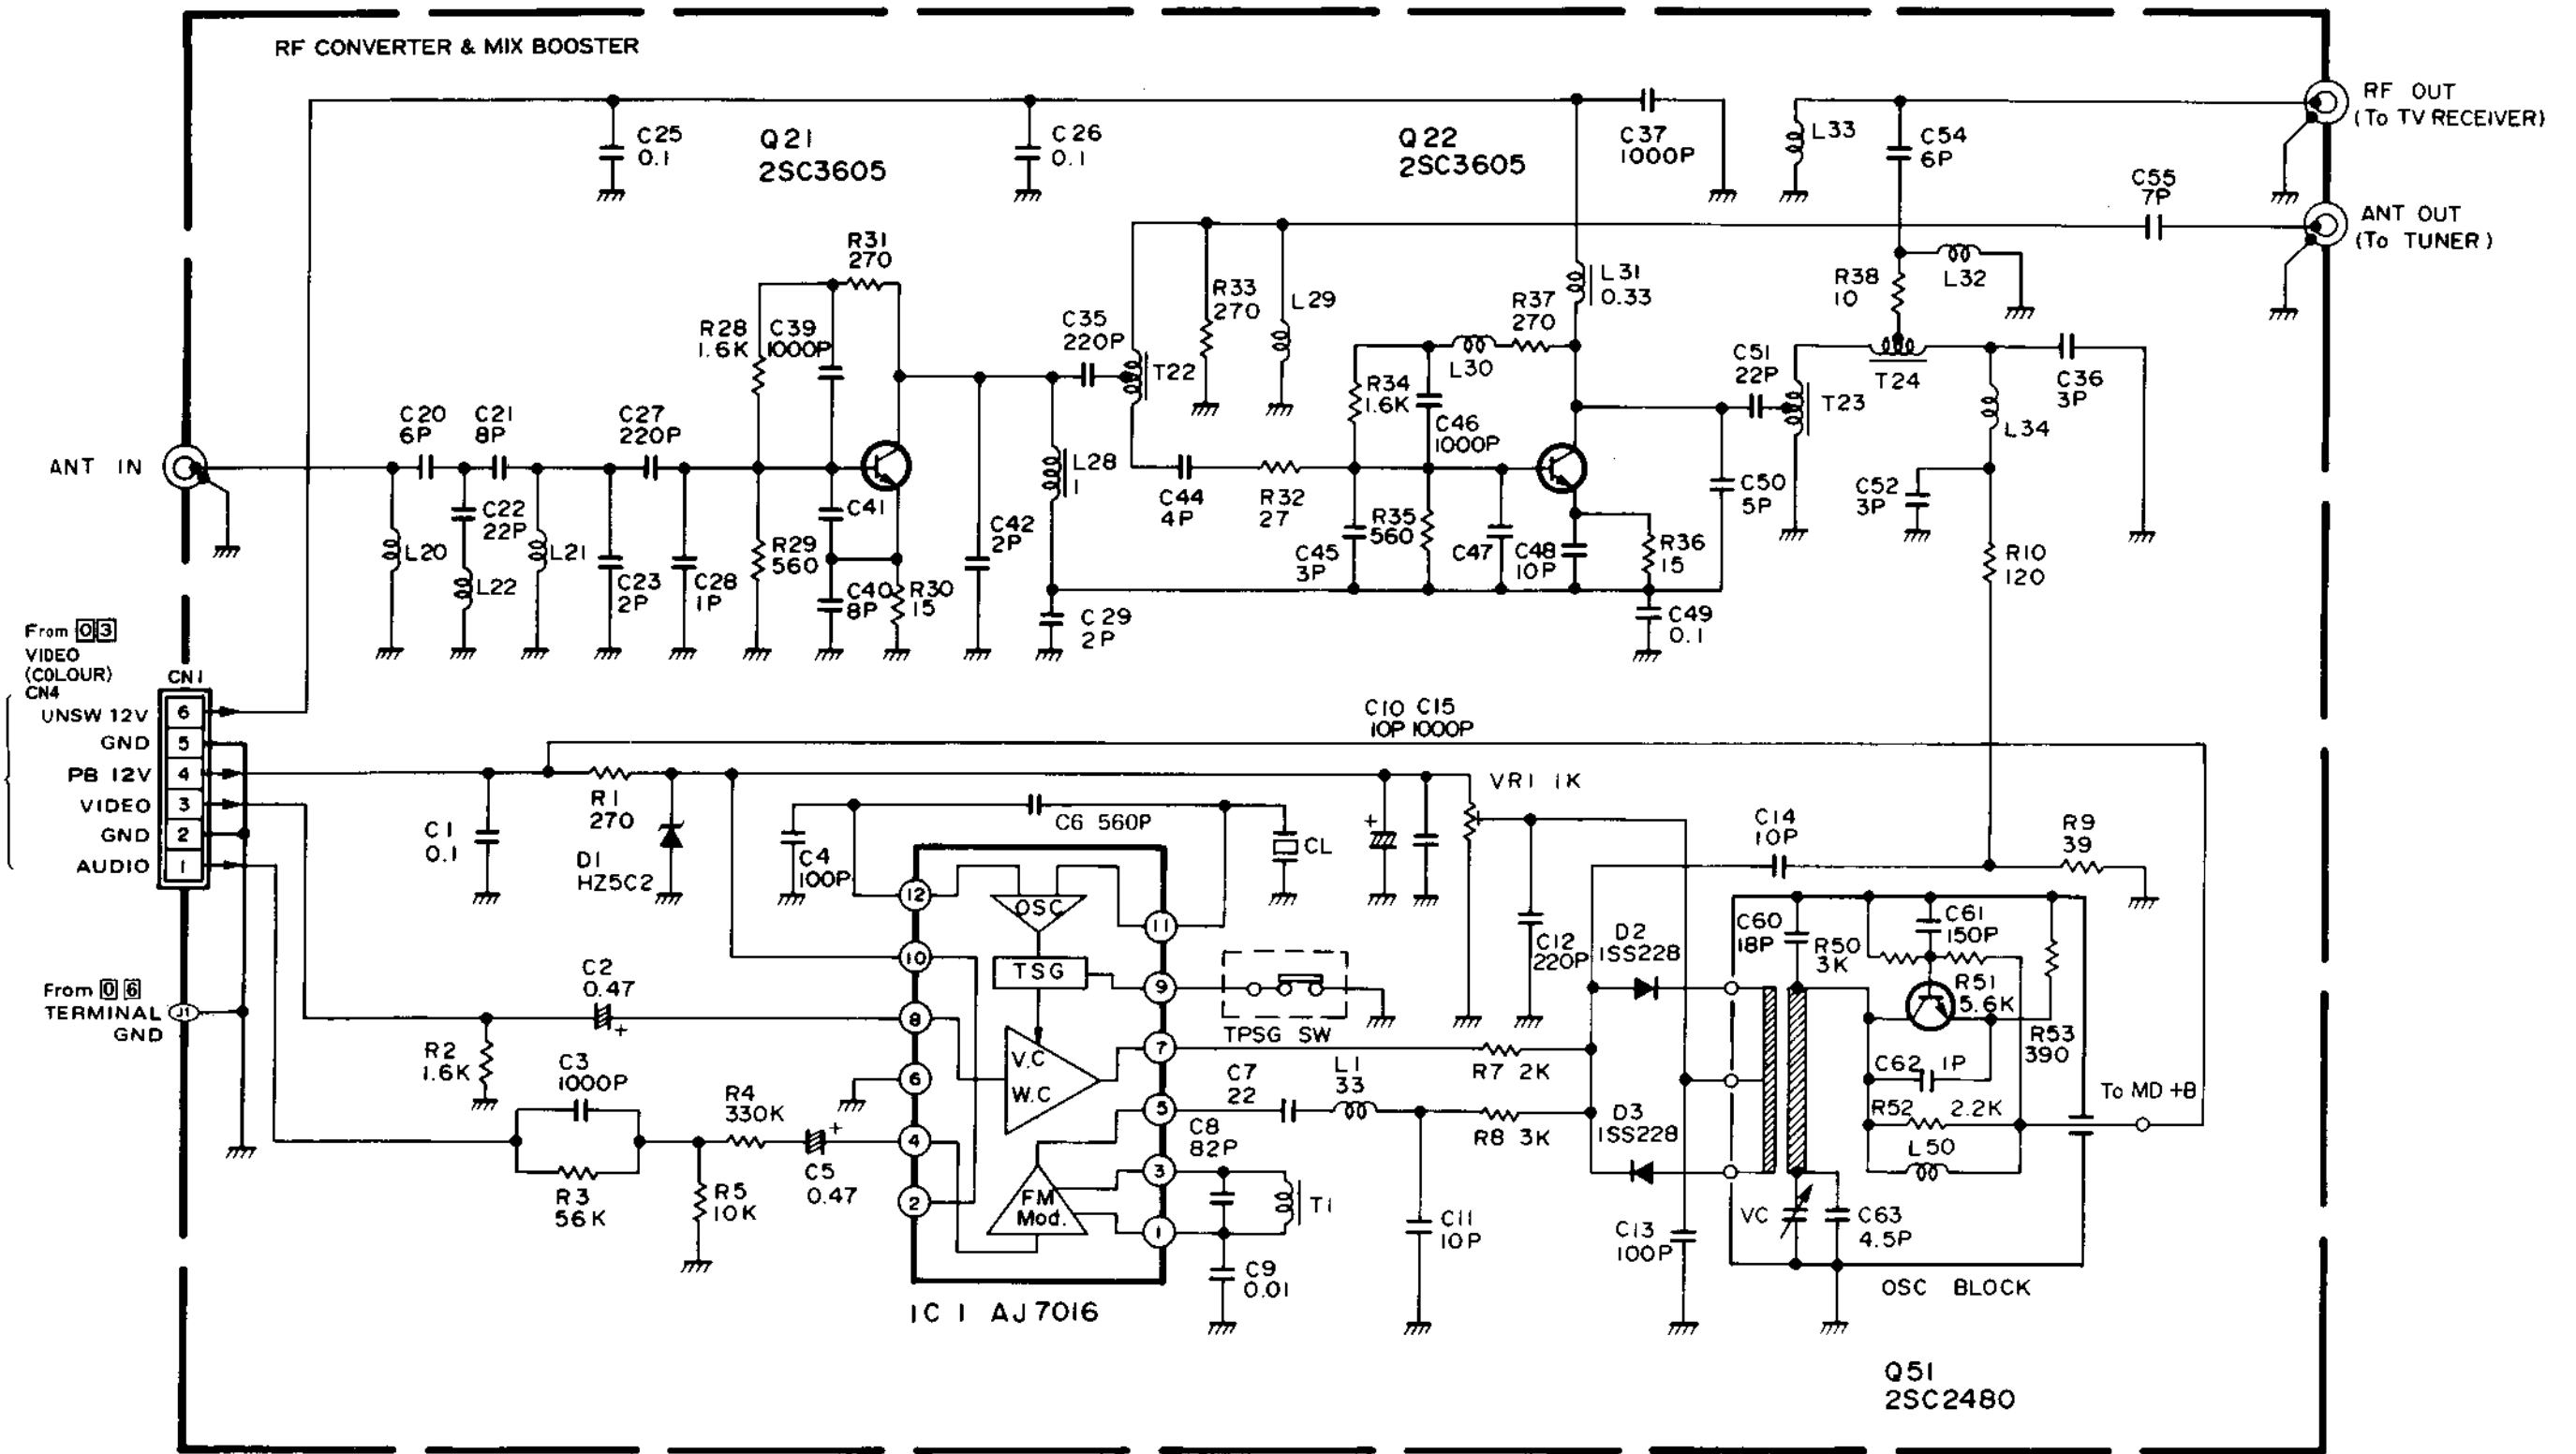 RF CONVERTER & MIX BOOSTER
RF OUT
(To TV RECEIVER)
ANT OUT
(To TUNER)
C25
0.1
Q21
2SC3605
C26
0.1
Q22
2SC3605
C37
1000P
L33
C54
6P
C55
7P
R31
270
R28
1.6K
C39
1000P
C35
220P
T22
R33
270
L29
R37
270
L31
0.33
L30
R34
1.6K
C46
1000P
R38
10
L32
C51
22P
T23
T24
C36
3P
L34
ANT IN
C20
6P
C21
8P
C27
220P
C22
22P
L20
L22
L21
C23
2P
C28
1P
R29
560
C41
C40
8P
R30
15
C42
2P
L28
1
C29
2P
C44
4P
R32
27
C45
3P
R35
560
C47
C48
10P
R36
15
C50
5P
C49
0.1
C52
3P
R10
120
From 03
VIDEO
(COLOUR)
CN4
CN1
UNSW 12V 6
GND 5
PB 12V 4
VIDEO 3
GND 2
AUDIO 1
From 06
TERMINAL
GND
J1
C10 C15
10P 1000P
C1
0.1
R1
270
D1
HZ5C2
C4
100P
C6 560P
CL
+
VR1 1K
C14
10P
R9
39
C12
220P
D2
1SS228
D3
1SS228
C2
0.47
+
R2
1.6K
C3
1000P
R3
56K
R4
330K
R5
10K
+
C5
0.47
12
10
8
6
4
2
11
9
7
5
3
1
OSC
TSG
V.C
W.C
FM
Mod.
IC1 AJ7016
TPSG SW
R7 2K
C7
22
L1
33
R8 3K
C8
82P
T1
C9
0.01
C11
10P
C13
100P
C60
18P
R50
3K
C61
150P
R51
5.6K
R53
390
C62 1P
R52 2.2K
L50
VC
C63
4.5P
To MD +B
OSC BLOCK
Q51
2SC2480